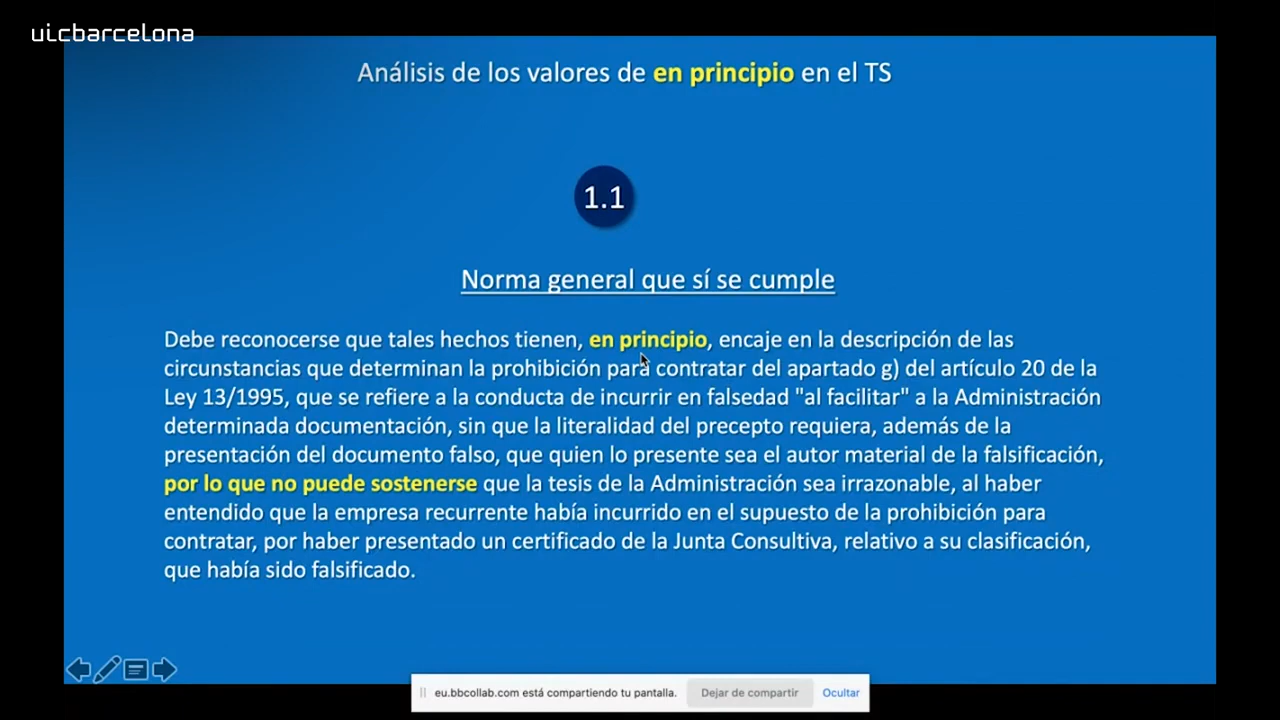 uicbarcelona
Análisis de los valores de en principio en el TS
1.1
Norma general que sí se cumple
Debe reconocerse que tales hechos tienen, en principio, encaje en la descripción de las
circunstancias que determinan la prohibición para contratar del apartado g) del artículo 20 de la
Ley 13/1995, que se refiere a la conducta de incurrir en falsedad "al facilitar" a la Administración
determinada documentación, sin que la literalidad del precepto requiera, además de la
presentación del documento falso, que quien lo presente sea el autor material de la falsificación,
por lo que no puede sostenerse que la tesis de la Administración sea irrazonable, al haber
entendido que la empresa recurrente había incurrido en el supuesto de la prohibición para
contratar, por haber presentado un certificado de la Junta Consultiva, relativo a su clasificación,
que había sido falsificado.
eu.bbcollab.com está compartiendo tu pantalla. Dejar de compartir Ocultar